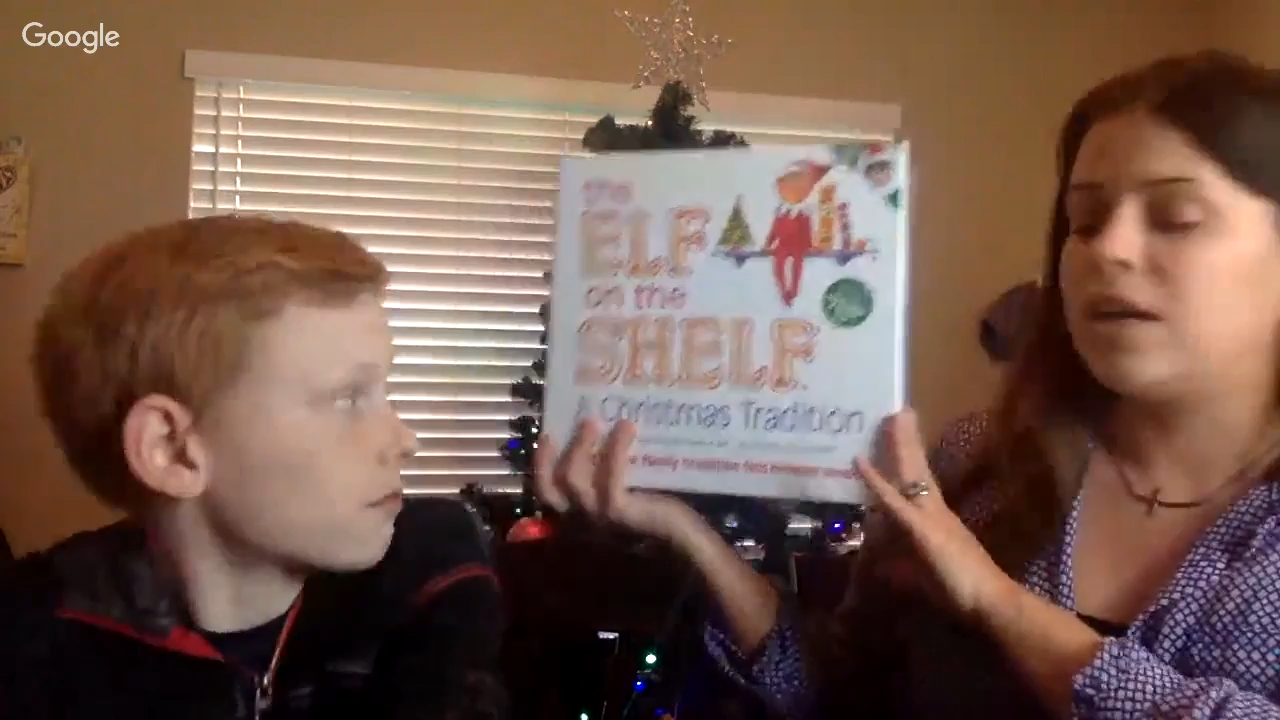 Google
the
ELF
on the
SHELF
A Christmas Tradition